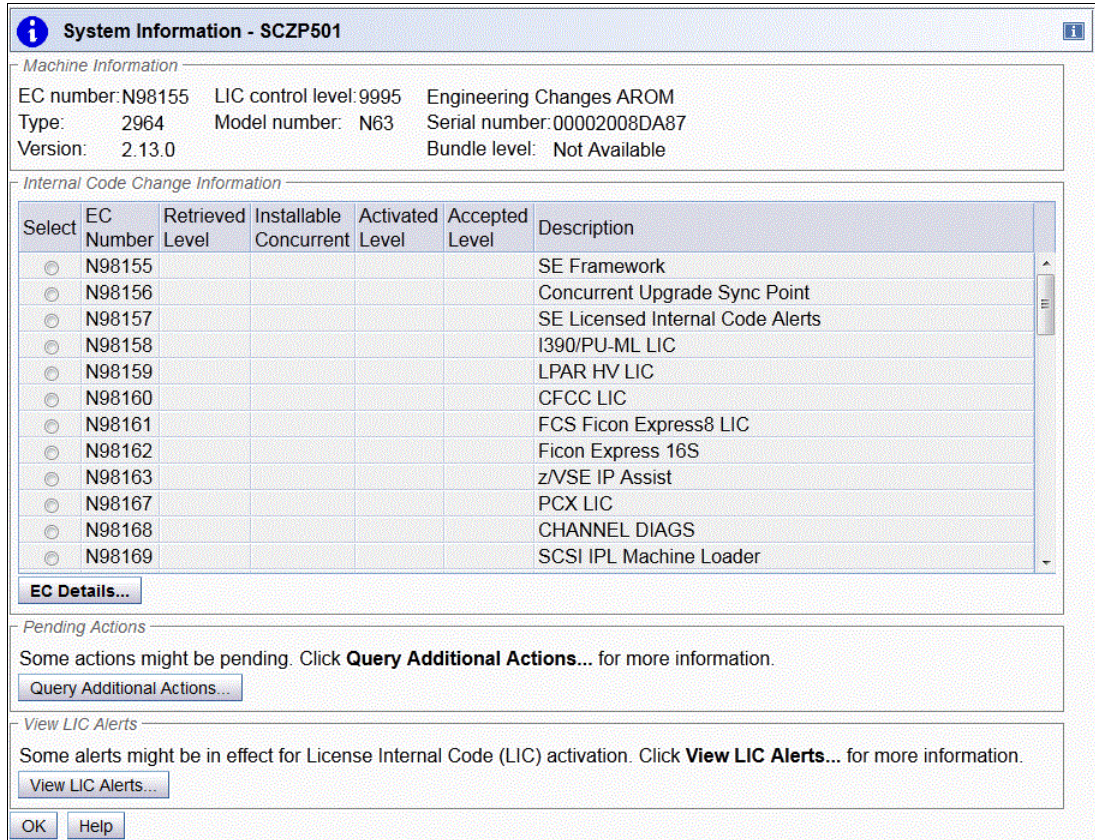 System Information - SCZP501
Machine Information
EC number: N98155 LIC control level: 9995 Engineering Changes AROM
Type: 2964 Model number: N63 Serial number: 00002008DA87
Version: 2.13.0 Bundle level: Not Available
Internal Code Change Information
Select EC Number Retrieved Level Installable Concurrent Activated Level Accepted Level Description
N98155 SE Framework
N98156 Concurrent Upgrade Sync Point
N98157 SE Licensed Internal Code Alerts
N98158 I390/PU-ML LIC
N98159 LPAR HV LIC
N98160 CFCC LIC
N98161 FCS Ficon Express8 LIC
N98162 Ficon Express 16S
N98163 z/VSE IP Assist
N98167 PCX LIC
N98168 CHANNEL DIAGS
N98169 SCSI IPL Machine Loader
EC Details...
Pending Actions
Some actions might be pending. Click Query Additional Actions... for more information.
Query Additional Actions...
View LIC Alerts
Some alerts might be in effect for License Internal Code (LIC) activation. Click View LIC Alerts... for more information.
View LIC Alerts...
OK Help